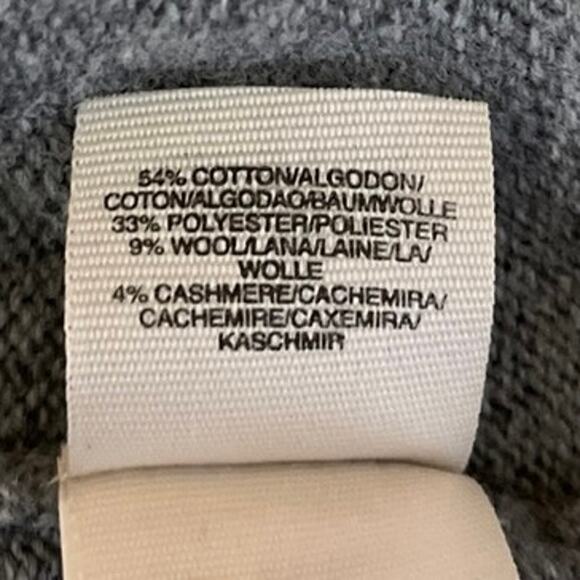 54% COTTON/ALGODON/
COTON/ALGODAO/BAUMWOLLE
33% POLYESTER/POLIESTER
9% WOOL/LANA/LAINE/LA/
WOLLE
4% CASHMERE/CACHEMIRA/
CACHEMIRE/CAXEMIRA/
KASCHMIR